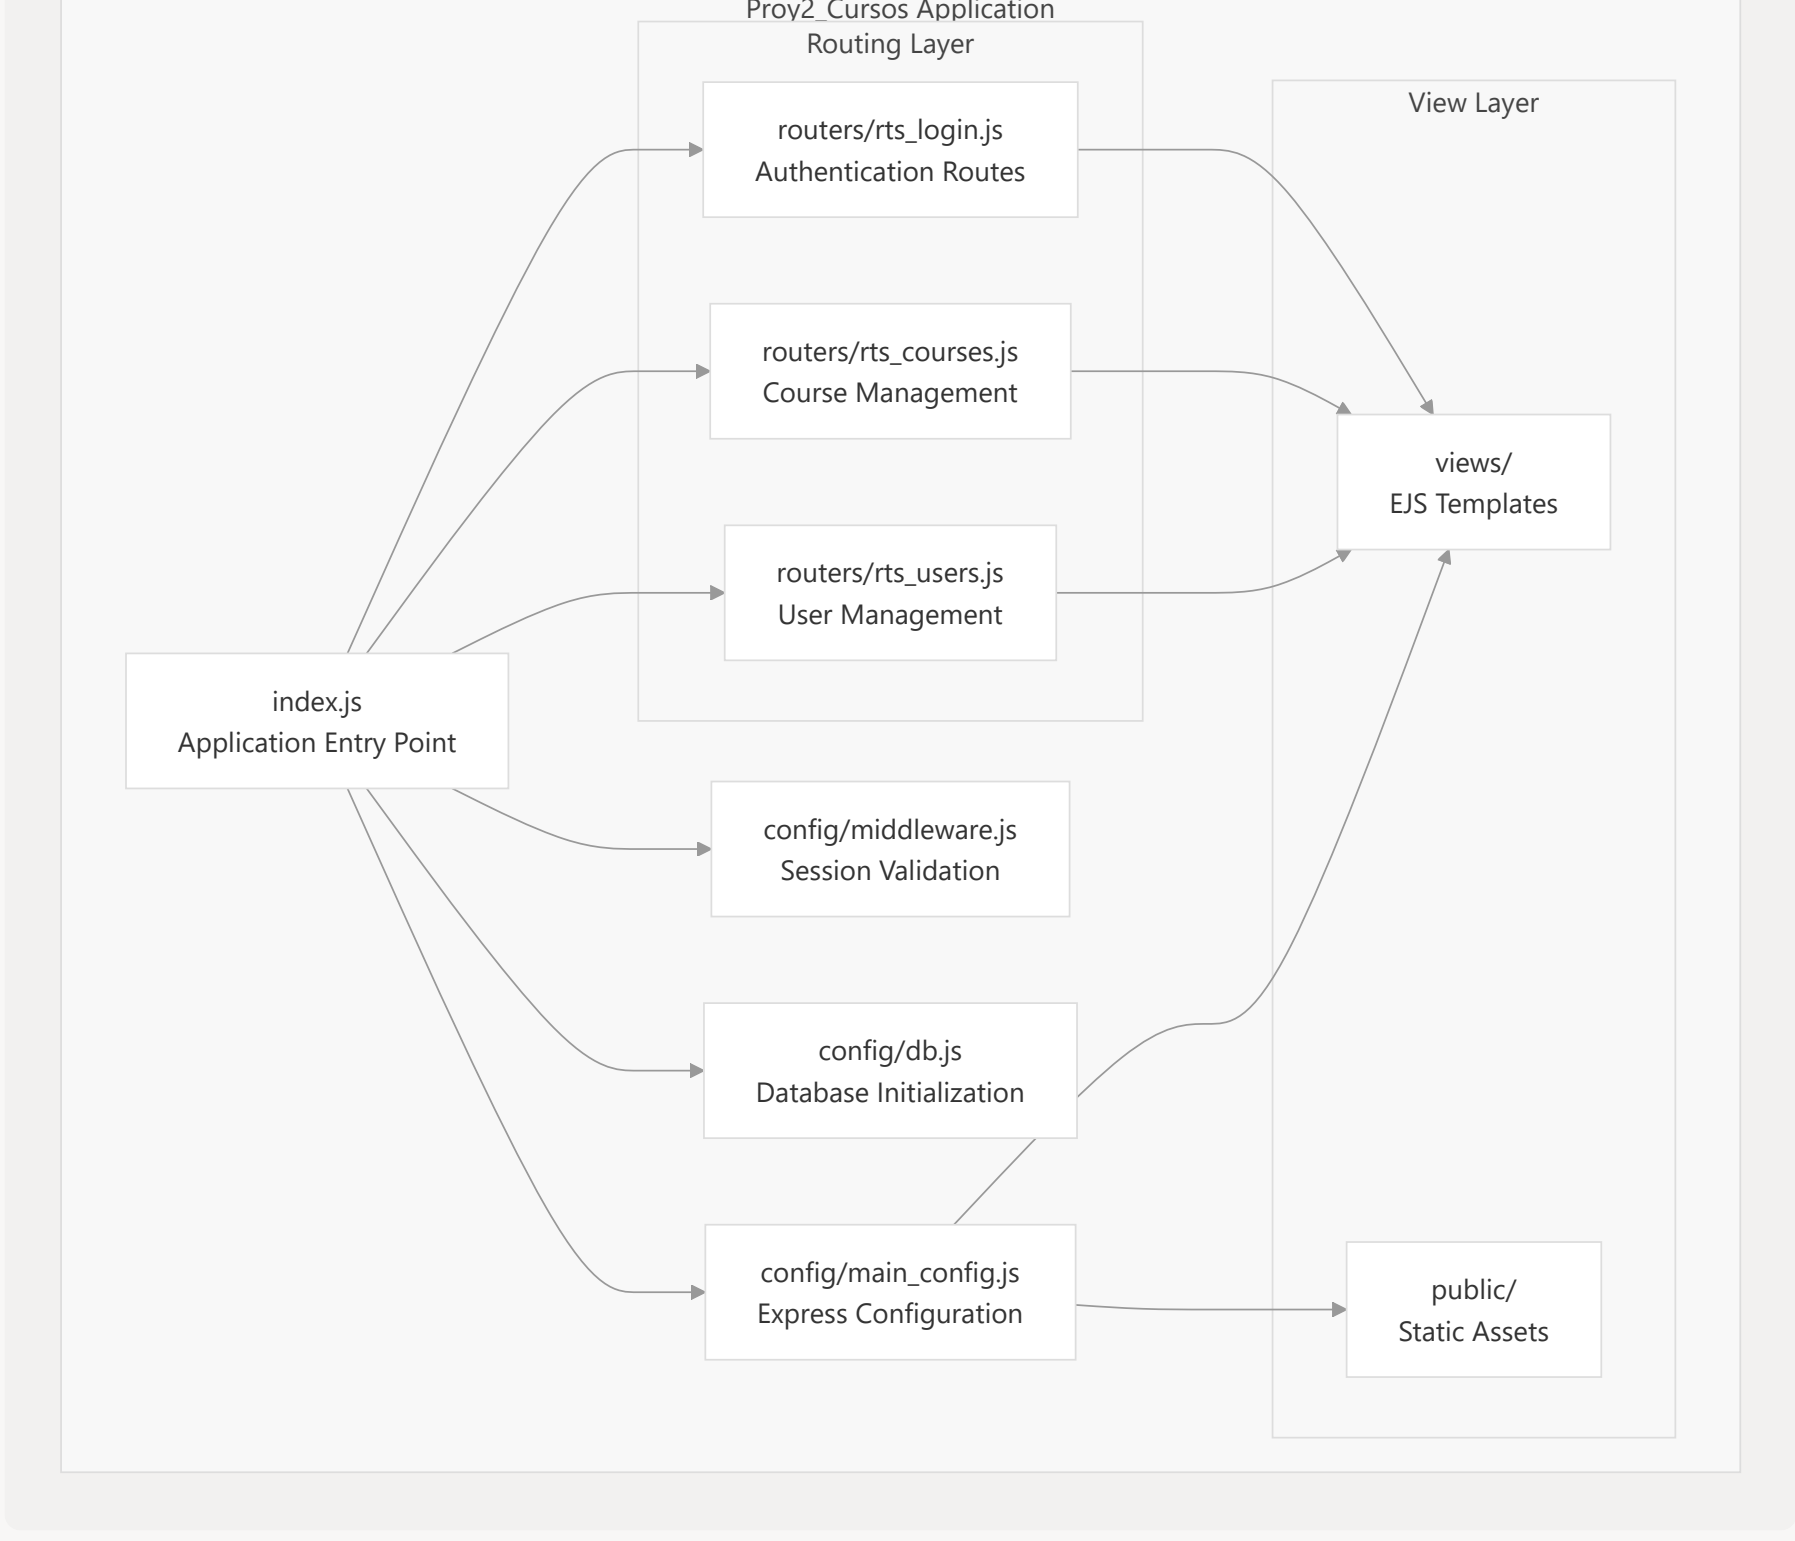 Proy2_Cursos Application
Routing Layer
View Layer
routers/rts_login.js
Authentication Routes
routers/rts_courses.js
Course Management
views/
EJS Templates
routers/rts_users.js
User Management
index.js
Application Entry Point
config/middleware.js
Session Validation
config/db.js
Database Initialization
config/main_config.js
Express Configuration
public/
Static Assets